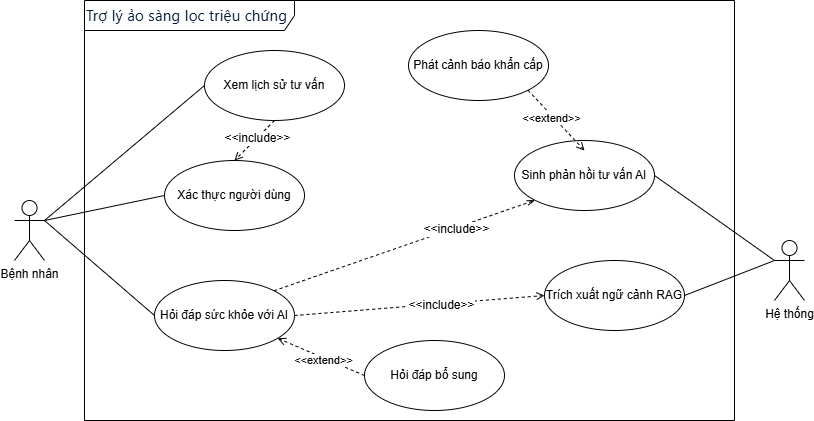 Trợ lý ảo sàng lọc triệu chứng
Phát cảnh báo khẩn cấp
Xem lịch sử tư vấn
<<extend>>
<<include>>
Sinh phản hồi tư vấn AI
Xác thực người dùng
<<include>>
Bệnh nhân
Trích xuất ngữ cảnh RAG
<<include>>
Hệ thống
Hỏi đáp sức khỏe với AI
<<extend>>
Hỏi đáp bổ sung